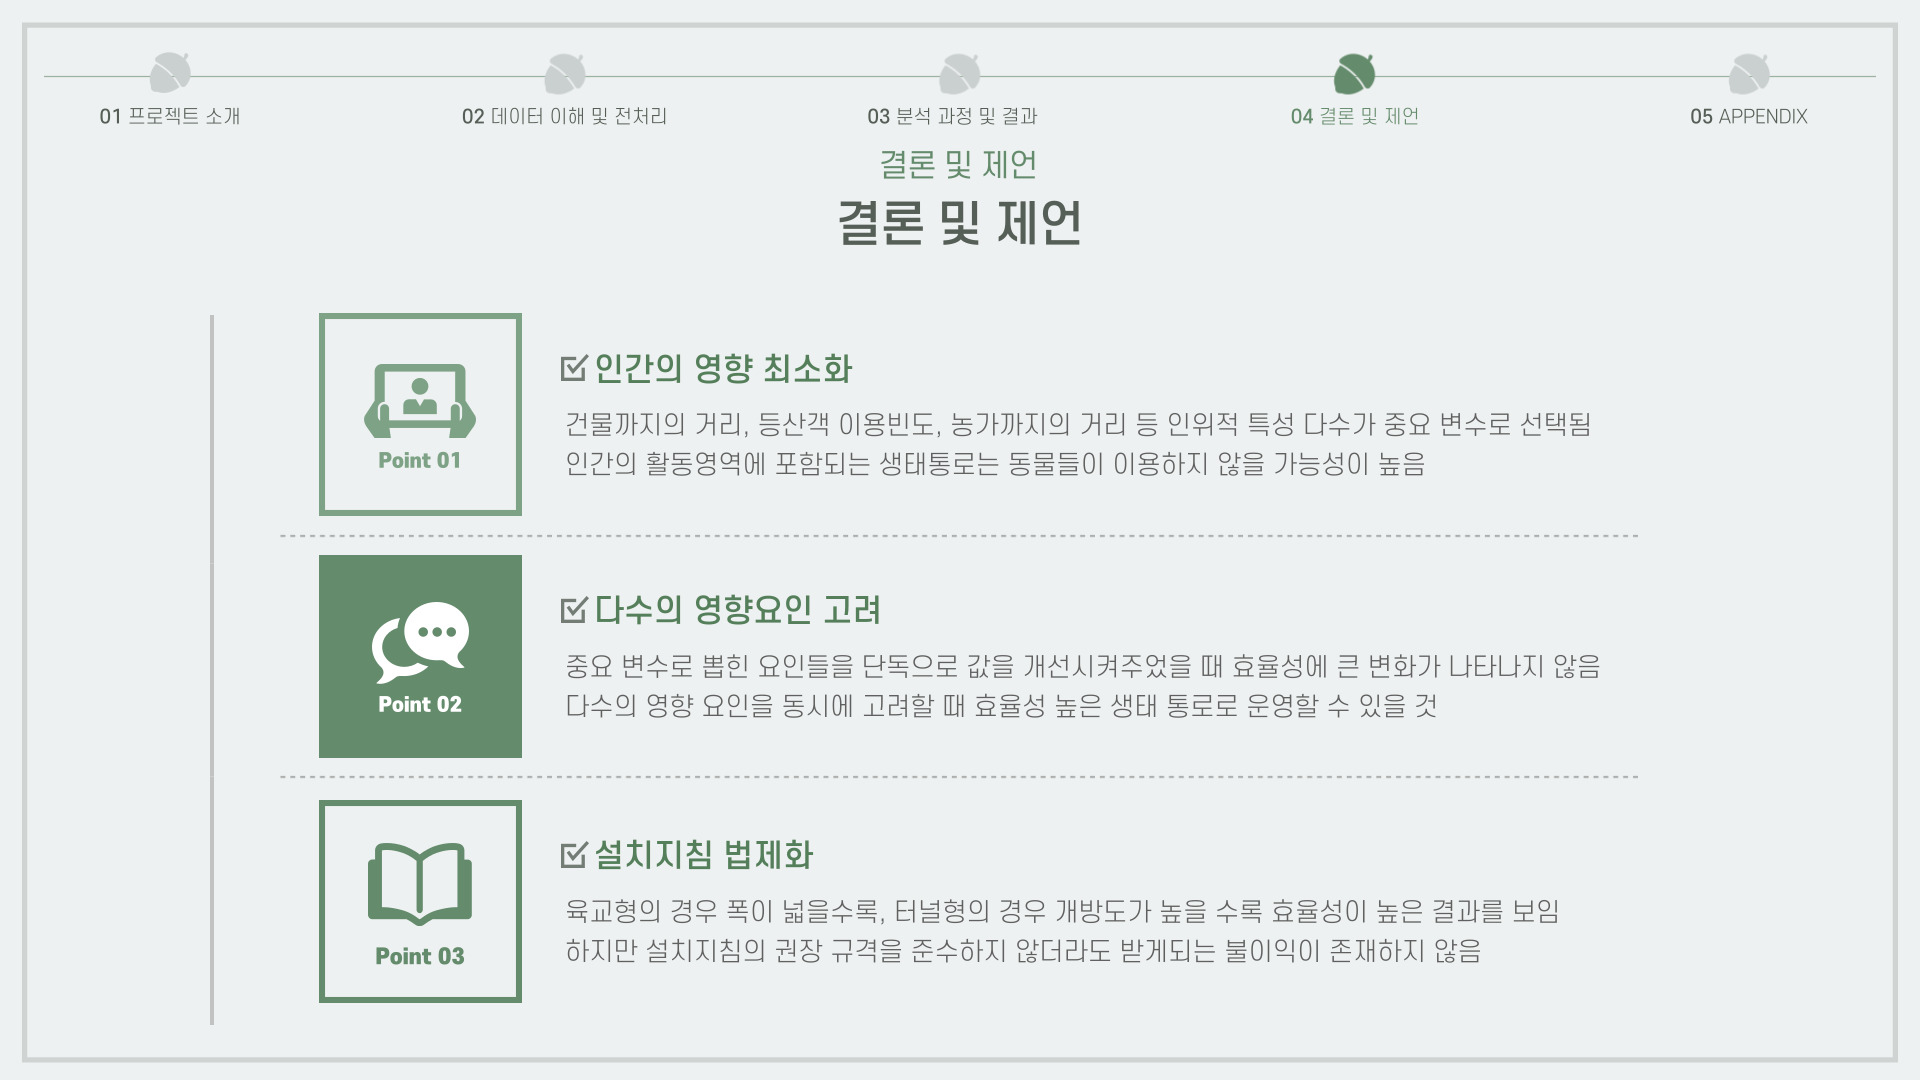 01 프로젝트 소개
02 데이터 이해 및 전처리
03 분석 과정 및 결과
04 결론 및 제언
05 APPENDIX
결론 및 제언
결론 및 제언
Point 01
인간의 영향 최소화
건물까지의 거리, 등산객 이용빈도, 농가까지의 거리 등 인위적 특성 다수가 중요 변수로 선택됨
인간의 활동영역에 포함되는 생태통로는 동물들이 이용하지 않을 가능성이 높음
Point 02
다수의 영향요인 고려
중요 변수로 뽑힌 요인들을 단독으로 값을 개선시켜주었을 때 효율성에 큰 변화가 나타나지 않음
다수의 영향 요인을 동시에 고려할 때 효율성 높은 생태 통로로 운영할 수 있을 것
Point 03
설치지침 법제화
육교형의 경우 폭이 넓을수록, 터널형의 경우 개방도가 높을 수록 효율성이 높은 결과를 보임
하지만 설치지침의 권장 규격을 준수하지 않더라도 받게되는 불이익이 존재하지 않음